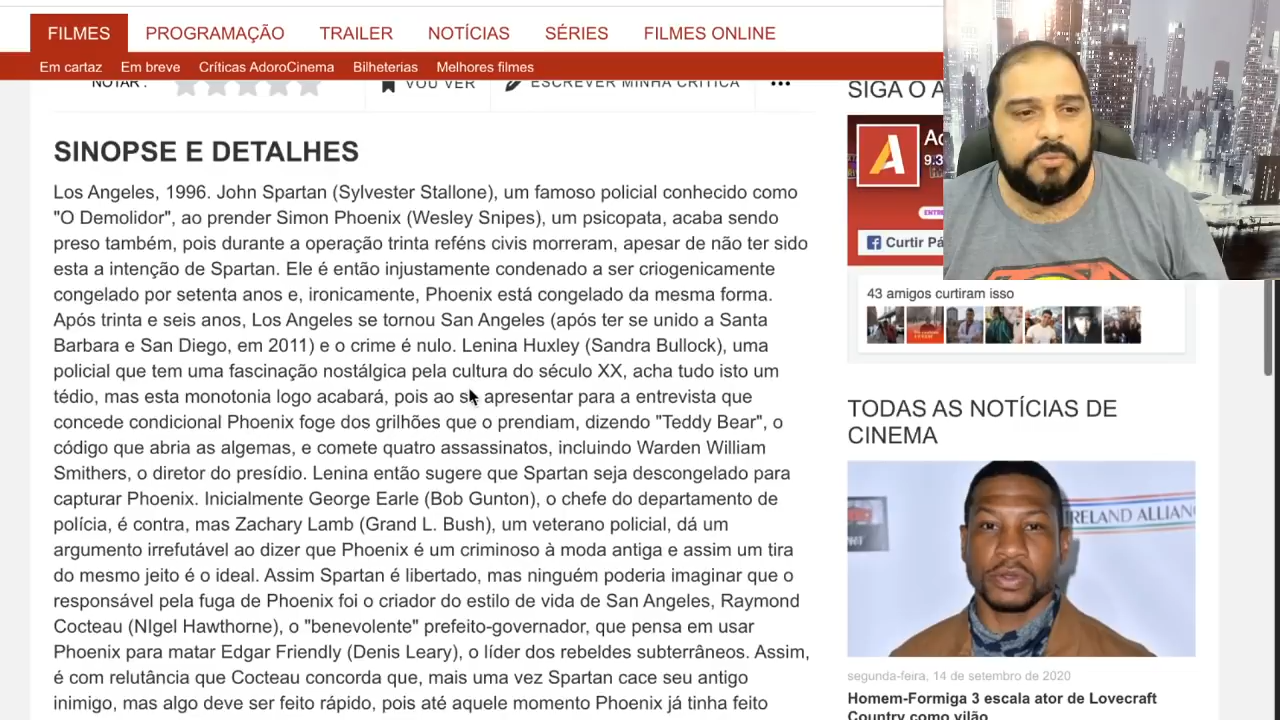 FILMES
PROGRAMAÇÃO
TRAILER
NOTÍCIAS
SÉRIES
FILMES ONLINE
Em cartaz
Em breve
Críticas AdoroCinema
Bilheterias
Melhores filmes
NOTAR :
VOU VER
ESCREVER MINHA CRÍTICA
SINOPSE E DETALHES
Los Angeles, 1996. John Spartan (Sylvester Stallone), um famoso policial conhecido como
"O Demolidor", ao prender Simon Phoenix (Wesley Snipes), um psicopata, acaba sendo
preso também, pois durante a operação trinta reféns civis morreram, apesar de não ter sido
esta a intenção de Spartan. Ele é então injustamente condenado a ser criogenicamente
congelado por setenta anos e, ironicamente, Phoenix está congelado da mesma forma.
Após trinta e seis anos, Los Angeles se tornou San Angeles (após ter se unido a Santa
Barbara e San Diego, em 2011) e o crime é nulo. Lenina Huxley (Sandra Bullock), uma
policial que tem uma fascinação nostálgica pela cultura do século XX, acha tudo isto um
tédio, mas esta monotonia logo acabará, pois ao se apresentar para a entrevista que
concede condicional Phoenix foge dos grilhões que o prendiam, dizendo "Teddy Bear", o
código que abria as algemas, e comete quatro assassinatos, incluindo Warden William
Smithers, o diretor do presídio. Lenina então sugere que Spartan seja descongelado para
capturar Phoenix. Inicialmente George Earle (Bob Gunton), o chefe do departamento de
polícia, é contra, mas Zachary Lamb (Grand L. Bush), um veterano policial, dá um
argumento irrefutável ao dizer que Phoenix é um criminoso à moda antiga e assim um tira
do mesmo jeito é o ideal. Assim Spartan é libertado, mas ninguém poderia imaginar que o
responsável pela fuga de Phoenix foi o criador do estilo de vida de San Angeles, Raymond
Cocteau (NIgel Hawthorne), o "benevolente" prefeito-governador, que pensa em usar
Phoenix para matar Edgar Friendly (Denis Leary), o líder dos rebeldes subterrâneos. Assim,
é com relutância que Cocteau concorda que, mais uma vez Spartan cace seu antigo
inimigo, mas algo deve ser feito rápido, pois até aquele momento Phoenix já tinha feito
SIGA O A
Ad
9.3
Curtir Pá
43 amigos curtiram isso
TODAS AS NOTÍCIAS DE
CINEMA
IRELAND ALLIAN
segunda-feira, 14 de setembro de 2020
Homem-Formiga 3 escala ator de Lovecraft
Country como vilão